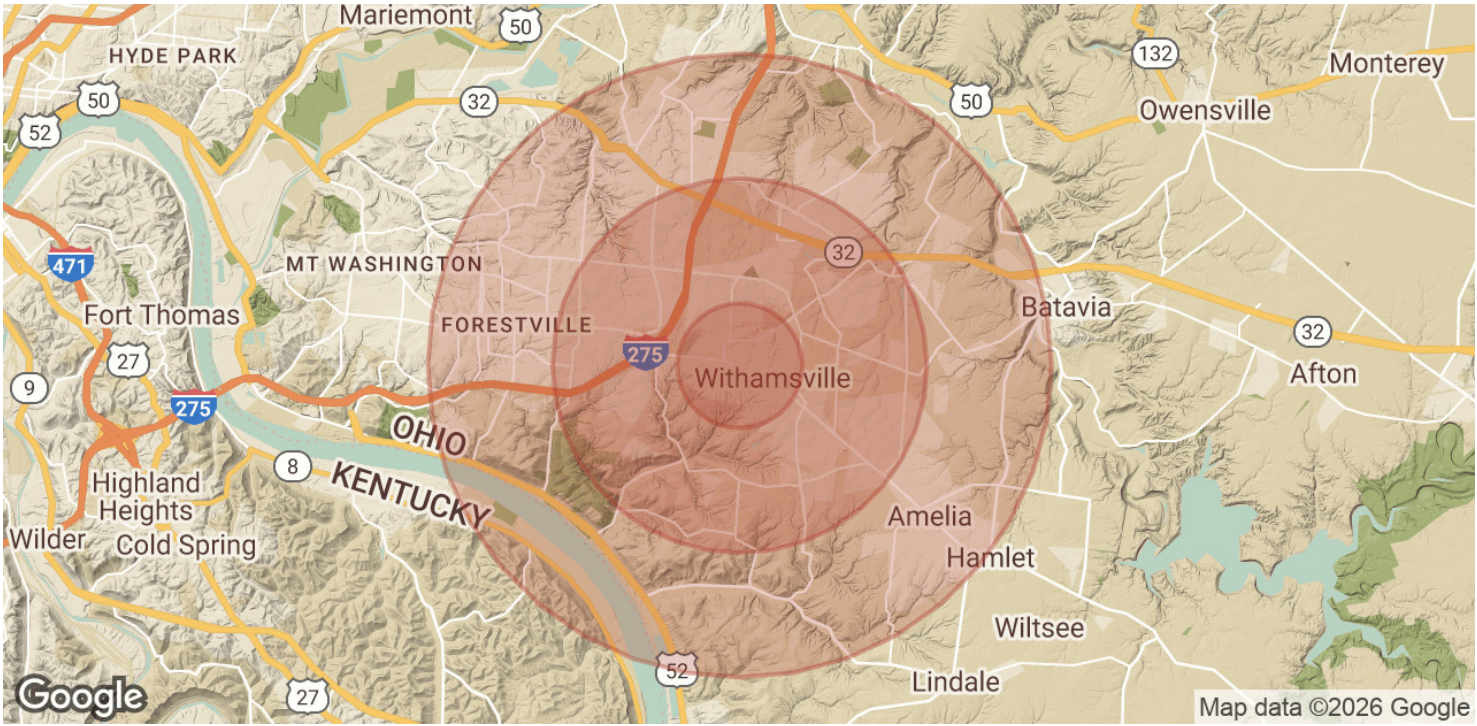 Mariemont
50
HYDE PARK
132
Monterey
50
32
50
Owensville
52
32
471
MT WASHINGTON
Batavia
Fort Thomas
FORESTVILLE
32
27
275
Afton
9
Withamsville
275
OHIO
8
KENTUCKY
Highland
Heights
Amelia
Wilder
Cold Spring
Hamlet
Wiltsee
52
Lindale
27
Google
Map data ©2026 Google